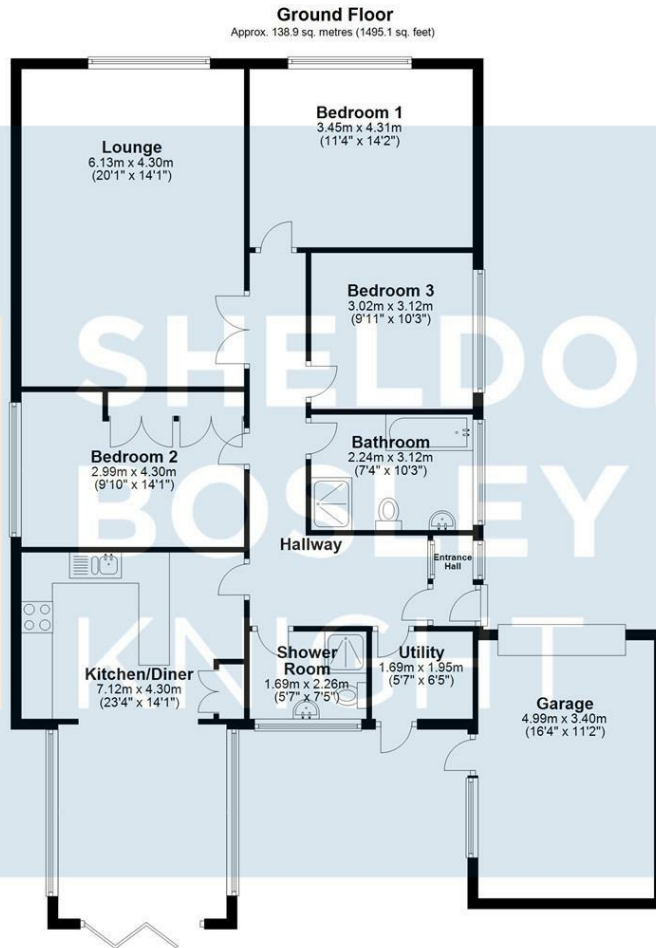 Ground Floor
Approx. 138.9 sq. metres (1495.1 sq. feet)
Bedroom 1
3.45m x 4.31m
(11'4" x 14'2")
Lounge
6.13m x 4.30m
(20'1" x 14'1")
Bedroom 3
3.02m x 3.12m
(9'11" x 10'3")
SHELDO
Bedroom 2
2.99m x 4.30m
(9'10" x 14'1")
Bathroom
2.24m x 3.12m
(7'4" x 10'3")
BOSLEY
Hallway
Entrance
Hall
KNIGHT
Kitchen/Diner
7.12m x 4.30m
(23'4" x 14'1")
Shower
Room
1.69m x 2.26m
(5'7" x 7'5")
Utility
1.69m x 1.95m
(5'7" x 6'5")
Garage
4.99m x 3.40m
(16'4" x 11'2")